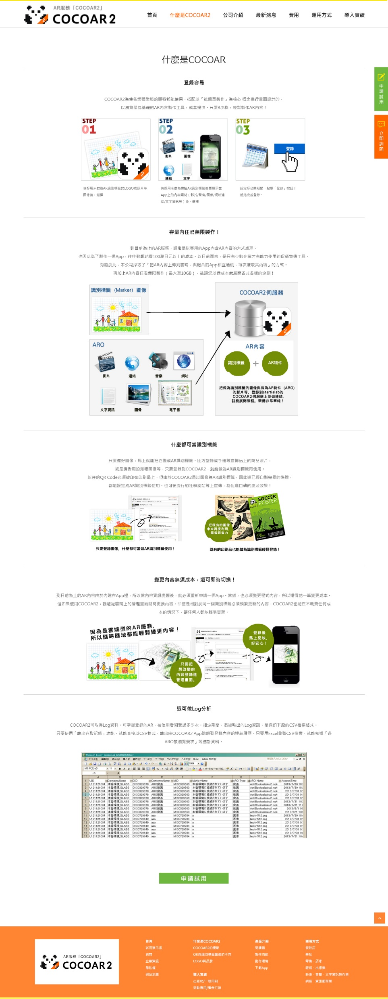 AR服務「COCOAR2」
COCOAR2
首頁 什麼是COCOAR2 公司介紹 最新消息 費用 運用方式 導入實績
什麼是COCOAR
申請試用
立即詢問
登錄容易
COCOAR2為使各業種業態的顧客都能使用，搭配以「能簡單製作」為核心 概念進行畫面設計的，
以瀏覽器為基礎的AR內容製作工具，成套提供。只要3步驟，輕鬆製作AR內容！
STEP 01
STEP 02
STEP 03
影片 圖像
連結 文字
登錄
備好用來做為AR識別標籤的LOGO或照片等
圖像後，選擇
備好用來做為掃描AR識別標籤後要顯示在
App上的內容素材（影片/聲音/圖像/網站連
結/文字資訊等）後，選擇
設定好公開期間，點擊「登錄」按鈕！
就此完成登錄。
容量內任君無限製作！
到目前為止的AR服務，通常是以專用的App內含AR內容的方式處理。
也因此為了製作一個App，往往動輒花費100萬日元以上的成本。以目前而言，是只有少數企業才有能力使用的促銷宣傳工具。
有鑑於此，本公司採取了「把AR內容上傳到雲端，與配合的App相互通訊，每次讀取其內容」的方式。
再加上AR內容任君無限製作（最大至10GB），能讓您以低成本就展開各式各樣的企劃！
識別標籤（Marker）圖像
COCOAR2伺服器
ARO
影片 連結 音樂 網站
文字資訊 圖像 電子書
AR內容
識別標籤 + AR物件
把做為識別標籤的圖像與做為AR物件（ARO)
的影片等，登錄到startialab的
COCOAR2伺服器上並做連結，
就能展開服務。架構非常單純！
什麼都可當識別標籤
只要備好圖像，馬上就能把它變成AR識別標籤。比方型錄或手冊等宣傳品上的商品照片，
或是廣告用的海報圖像等，只要登錄到COCOAR2，就能做為AR識別標籤再使用。
以往的QR Code必須被印在印刷品上，但由於COCOAR2是以圖像為AR識別標籤，因此連已經印製完畢的媒體，
都能設定成AR識別標籤使用。也可在流行的社群網站等上宣傳，為促進口碑的波及效果！
Chaussures pour Messieurs
SOCCER
POSTER
Place
把既有的圖像
拿來再度利用，
超省時省力
只要登錄圖像，什麼都可當做AR識別標籤使用！
既有的印刷品也能做為識別標籤輕鬆登錄！
變更內容無須成本，還可即時切換！
到目前為止的AR內容由於內建在App裡，所以當內容資訊變舊後，就必須重新申請一個App。當然，也必須變更程式內容，所以還得花一筆變更成本。
但如果使用COCOAR2，就能從雲端上的管理畫面隨時更換內容。即使是相對於同一個識別標籤必須頻繁更新的內容，COCOAR2也能在不耗費任何成
本的情況下，讓任何人都能輕易更新。
因為是雲端型的AR服務，
所以隨時隨地都能輕鬆變更內容！
只要把
想改變的
內容登錄進
管理畫面。
登錄後
馬上反映，
好安心！
還可做Log分析
COCOAR2可取得Log資料。可掌握登錄的AR，被使用者瀏覽過多少次。指定期間，然後輸出的Log資訊，是採如下般的CSV檔案格式。
只要使用「輸出存取記錄」功能，就能直接以CSV格式，輸出由COCOAR2 App跳轉到登錄內容的連結履歷。只要用Excel彙整CSV檔案，就能知道「各
ARO被瀏覽幾次」等統計資料。
UID CompanyName OID ContentsName MID MarkerName ARO Type ARO Name AccessTime
申請試用
AR服務「COCOAR2」
COCOAR2
首頁
試用演示版
詢問
企業資訊
隱私權
網站地圖
什麼是COCOAR2
COCOAR2的優點
QR與識別標籤圖像的不同
LOGO與品牌
導入實績
出版物/一般印刷
活動應用/廣告行銷
產品介紹
閱讀器
製作功能
動作環境
下載App
運用方式
餐飲店
學校
零售、店家
報紙、出版業
映像、音聲、文字資訊製作業
網路、資訊服務業